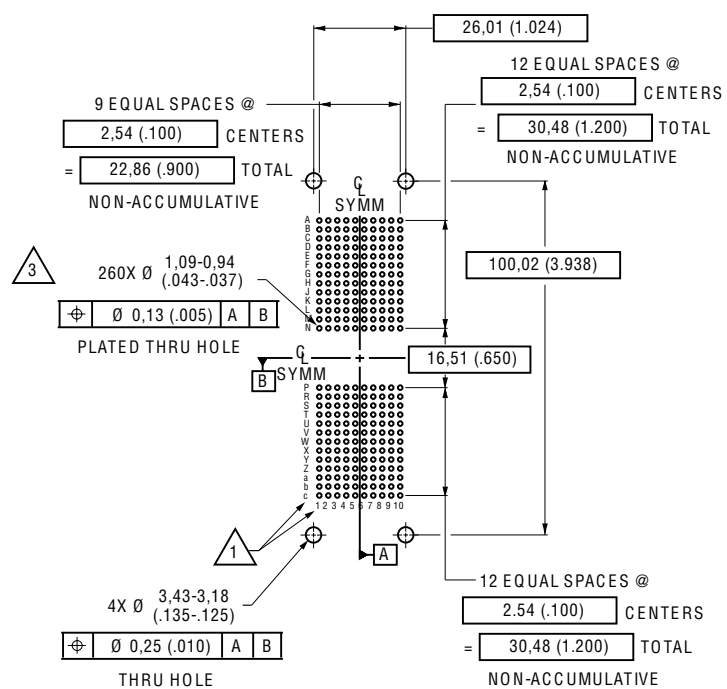 26,01 (1.024)
12 EQUAL SPACES @
2,54 (.100) CENTERS
= 30,48 (1.200) TOTAL
NON-ACCUMULATIVE
9 EQUAL SPACES @
2,54 (.100) CENTERS
= 22,86 (.900) TOTAL
NON-ACCUMULATIVE
CL
SYMM
A
B
C
D
E
F
G
H
J
K
L
M
N
3
260X Ø 1,09-0,94
(.043-.037)
⌖ Ø 0,13 (.005) A B
PLATED THRU HOLE
100,02 (3.938)
16,51 (.650)
CL
SYMM
B
P
R
S
T
U
V
W
X
Y
Z
a
b
c
1 2 3 4 5 6 7 8 9 10
1
A
4X Ø 3,43-3,18
(.135-.125)
⌖ Ø 0,25 (.010) A B
THRU HOLE
12 EQUAL SPACES @
2.54 (.100) CENTERS
= 30,48 (1.200) TOTAL
NON-ACCUMULATIVE